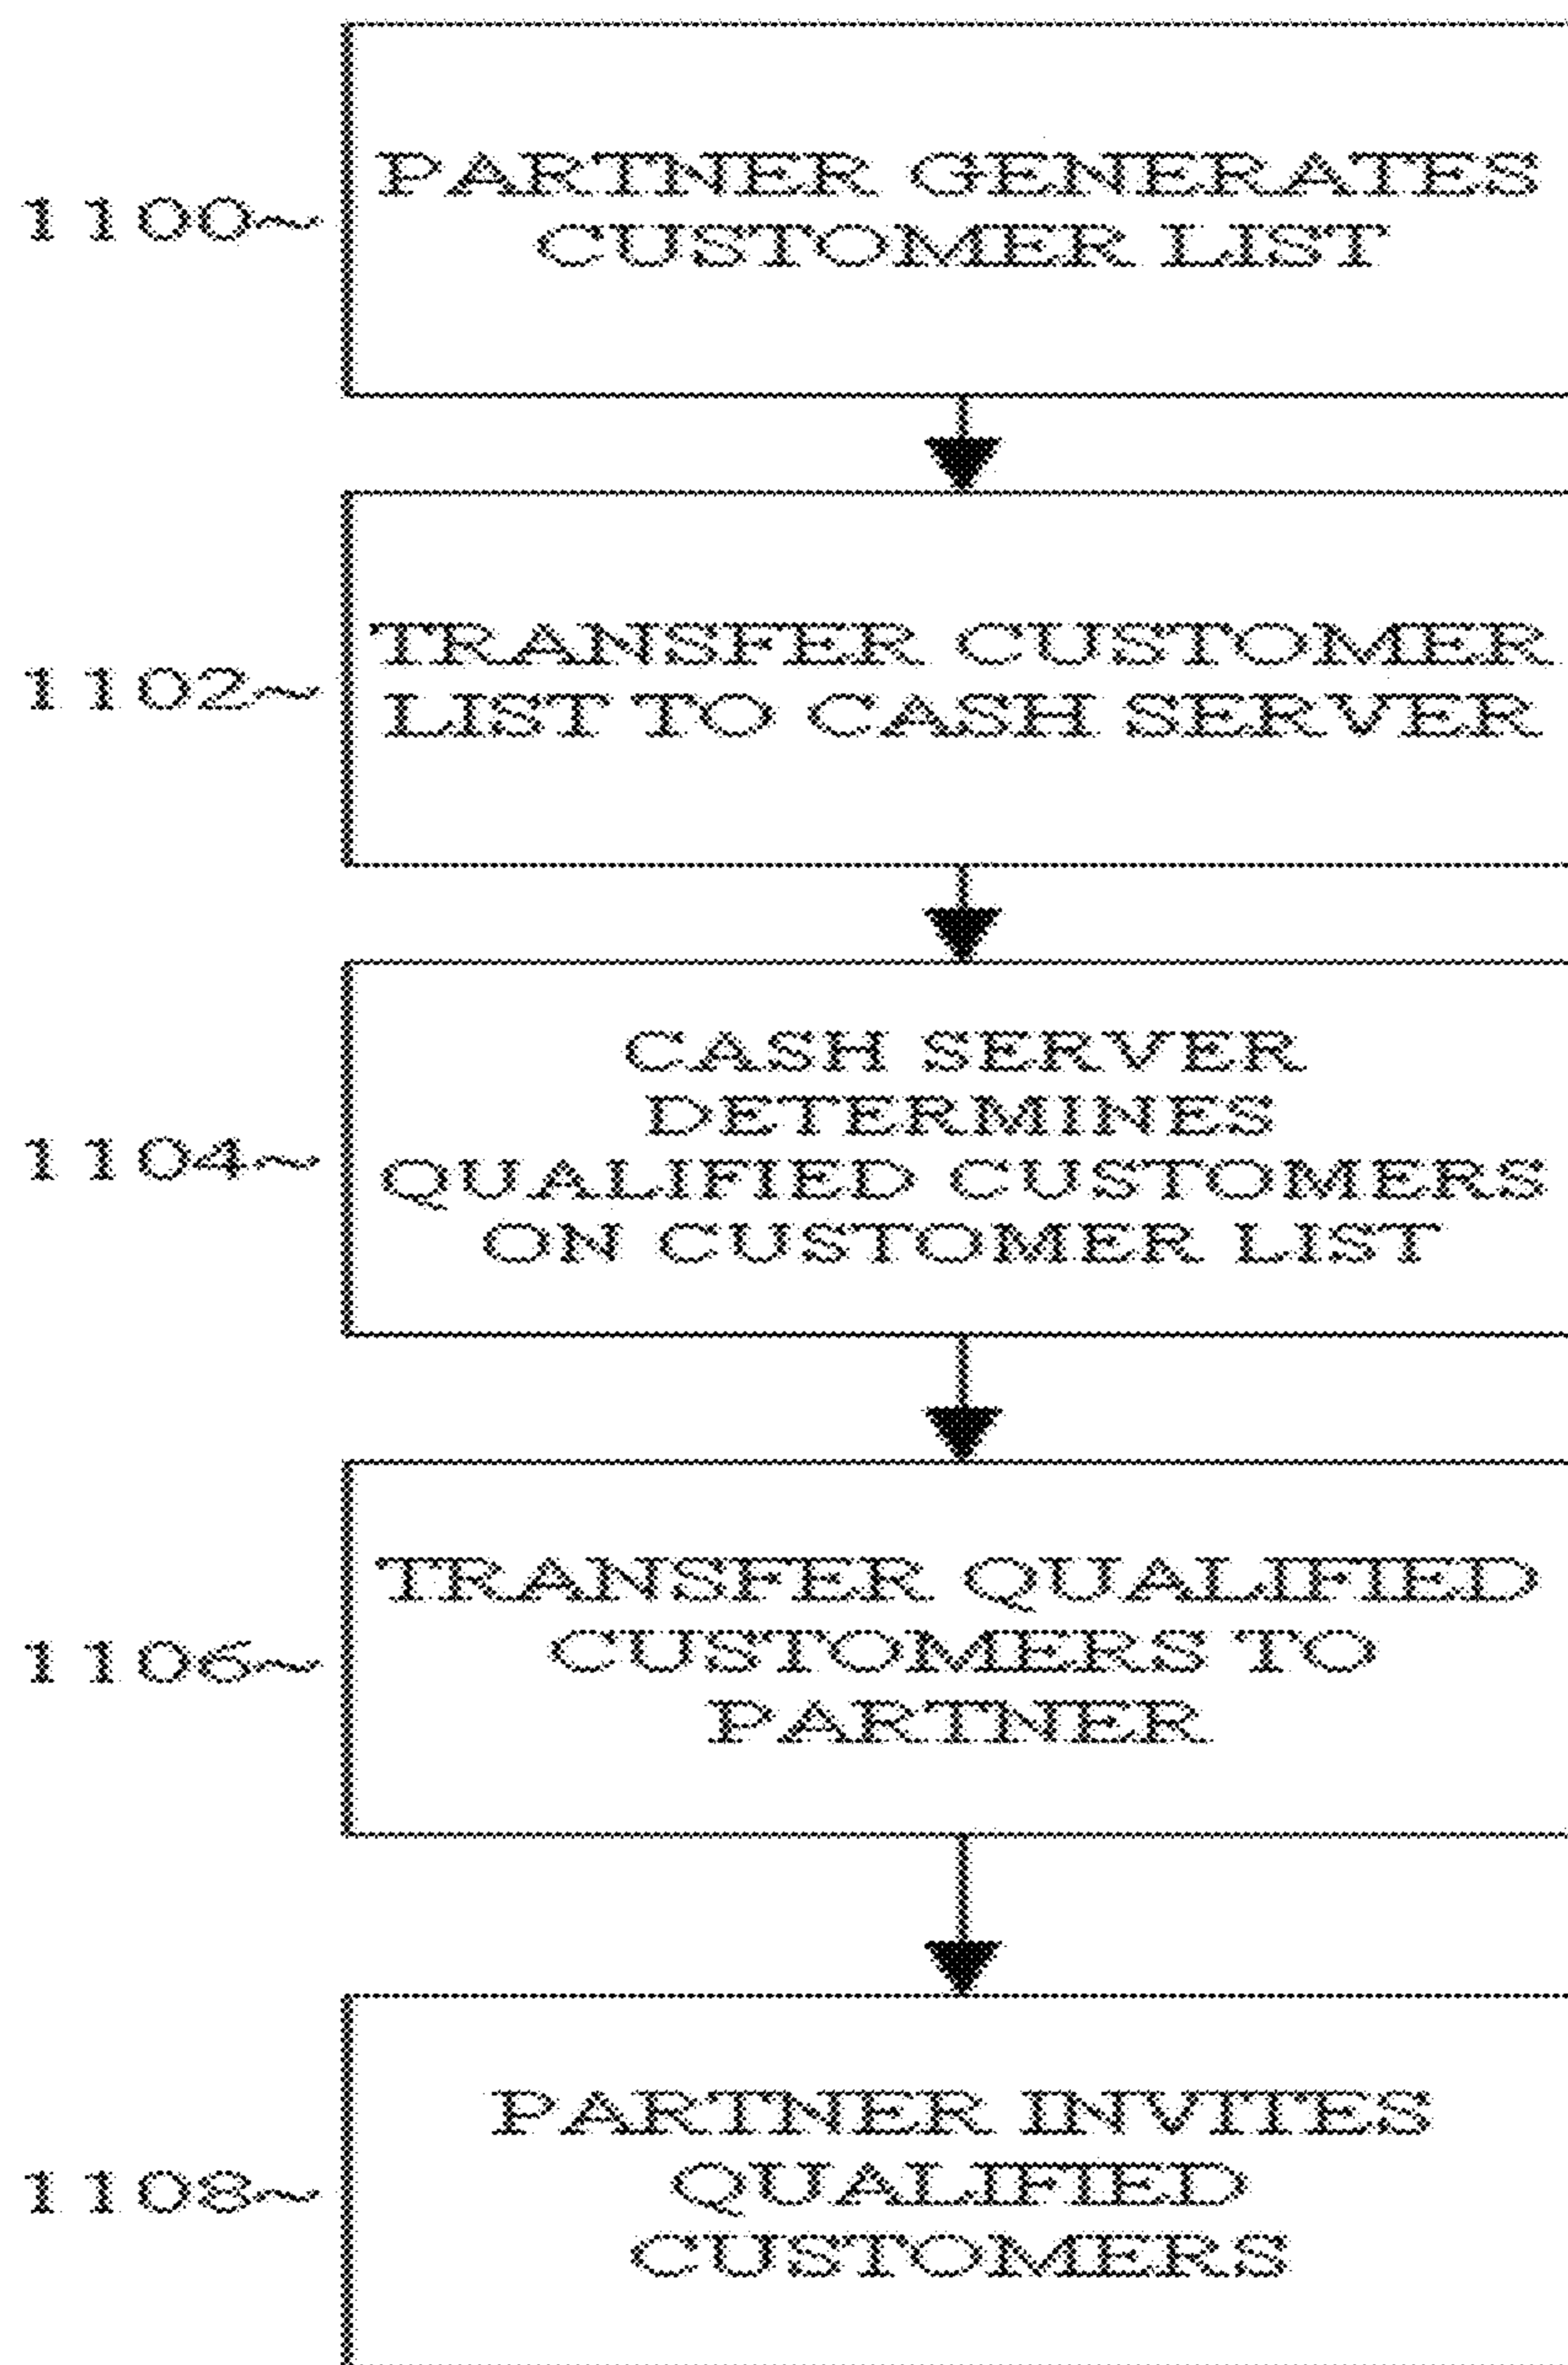 PARTNER GENERATES
1100~
CUSTOMER LIST
TRANSFER CUSTOMER
1102~
LIST TO CASH SERVER
CASH SERVER
DETERMINES
1104~
QUALIFIED CUSTOMERS
ON CUSTOMER LIST
TRANSFER QUALIFIED
1106~
CUSTOMERS TO
PARTNER
PARTNER INVITES
1108~
QUALIFIED
CUSTOMERS